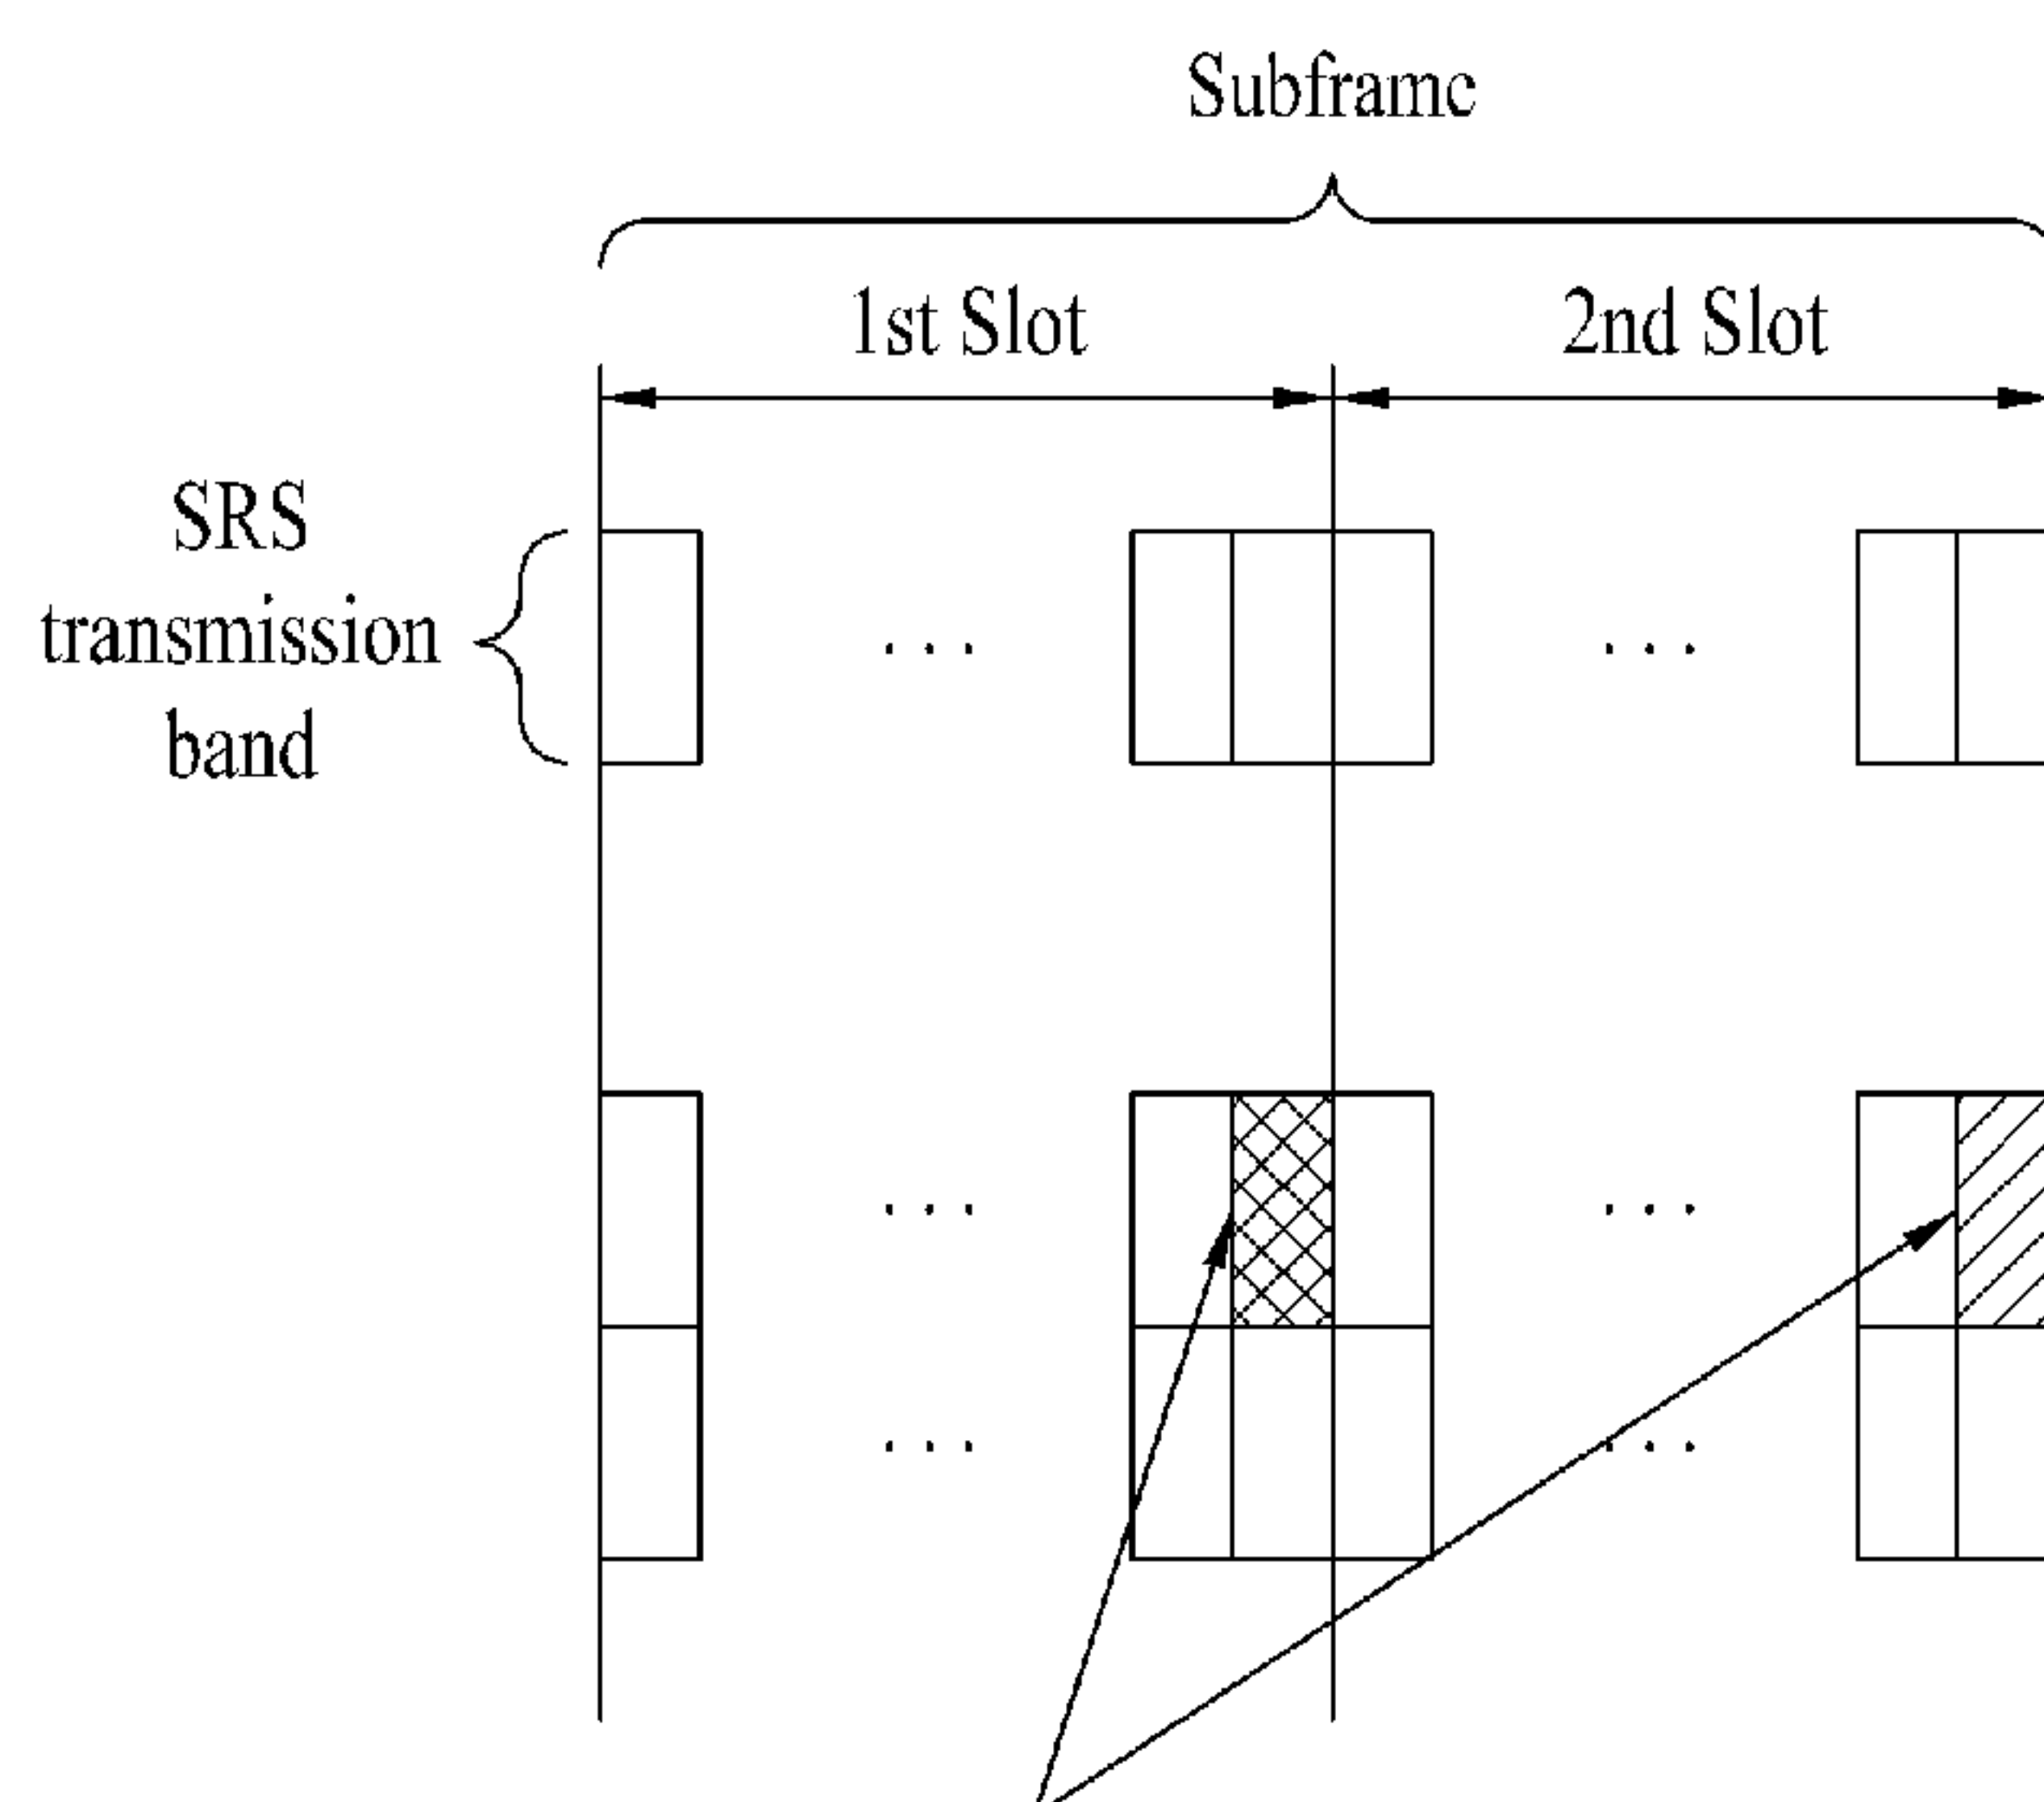 Subframe
1st Slot
2nd Slot
SRS
transmission
band
. . .
. . .
. . .
. . .
. . .
. . .